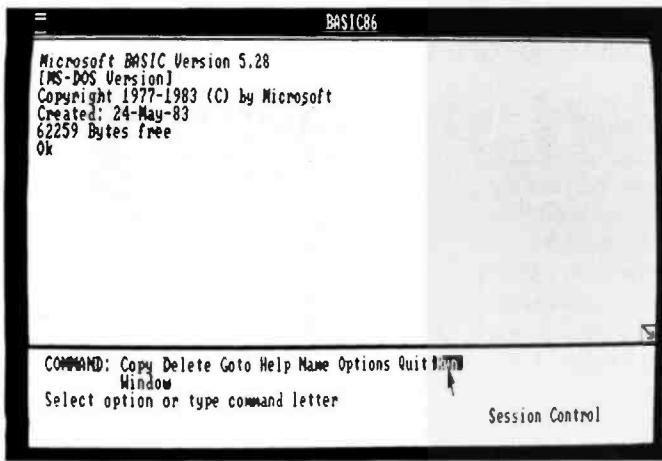 BASIC86
Microsoft BASIC Version 5.28
[MS-DOS Version]
Copyright 1977-1983 (C) by Microsoft
Created: 24-May-83
62259 Bytes free
Ok
COMMAND: Copy Delete Goto Help Name Options Quit Run
Window
Select option or type command letter
Session Control